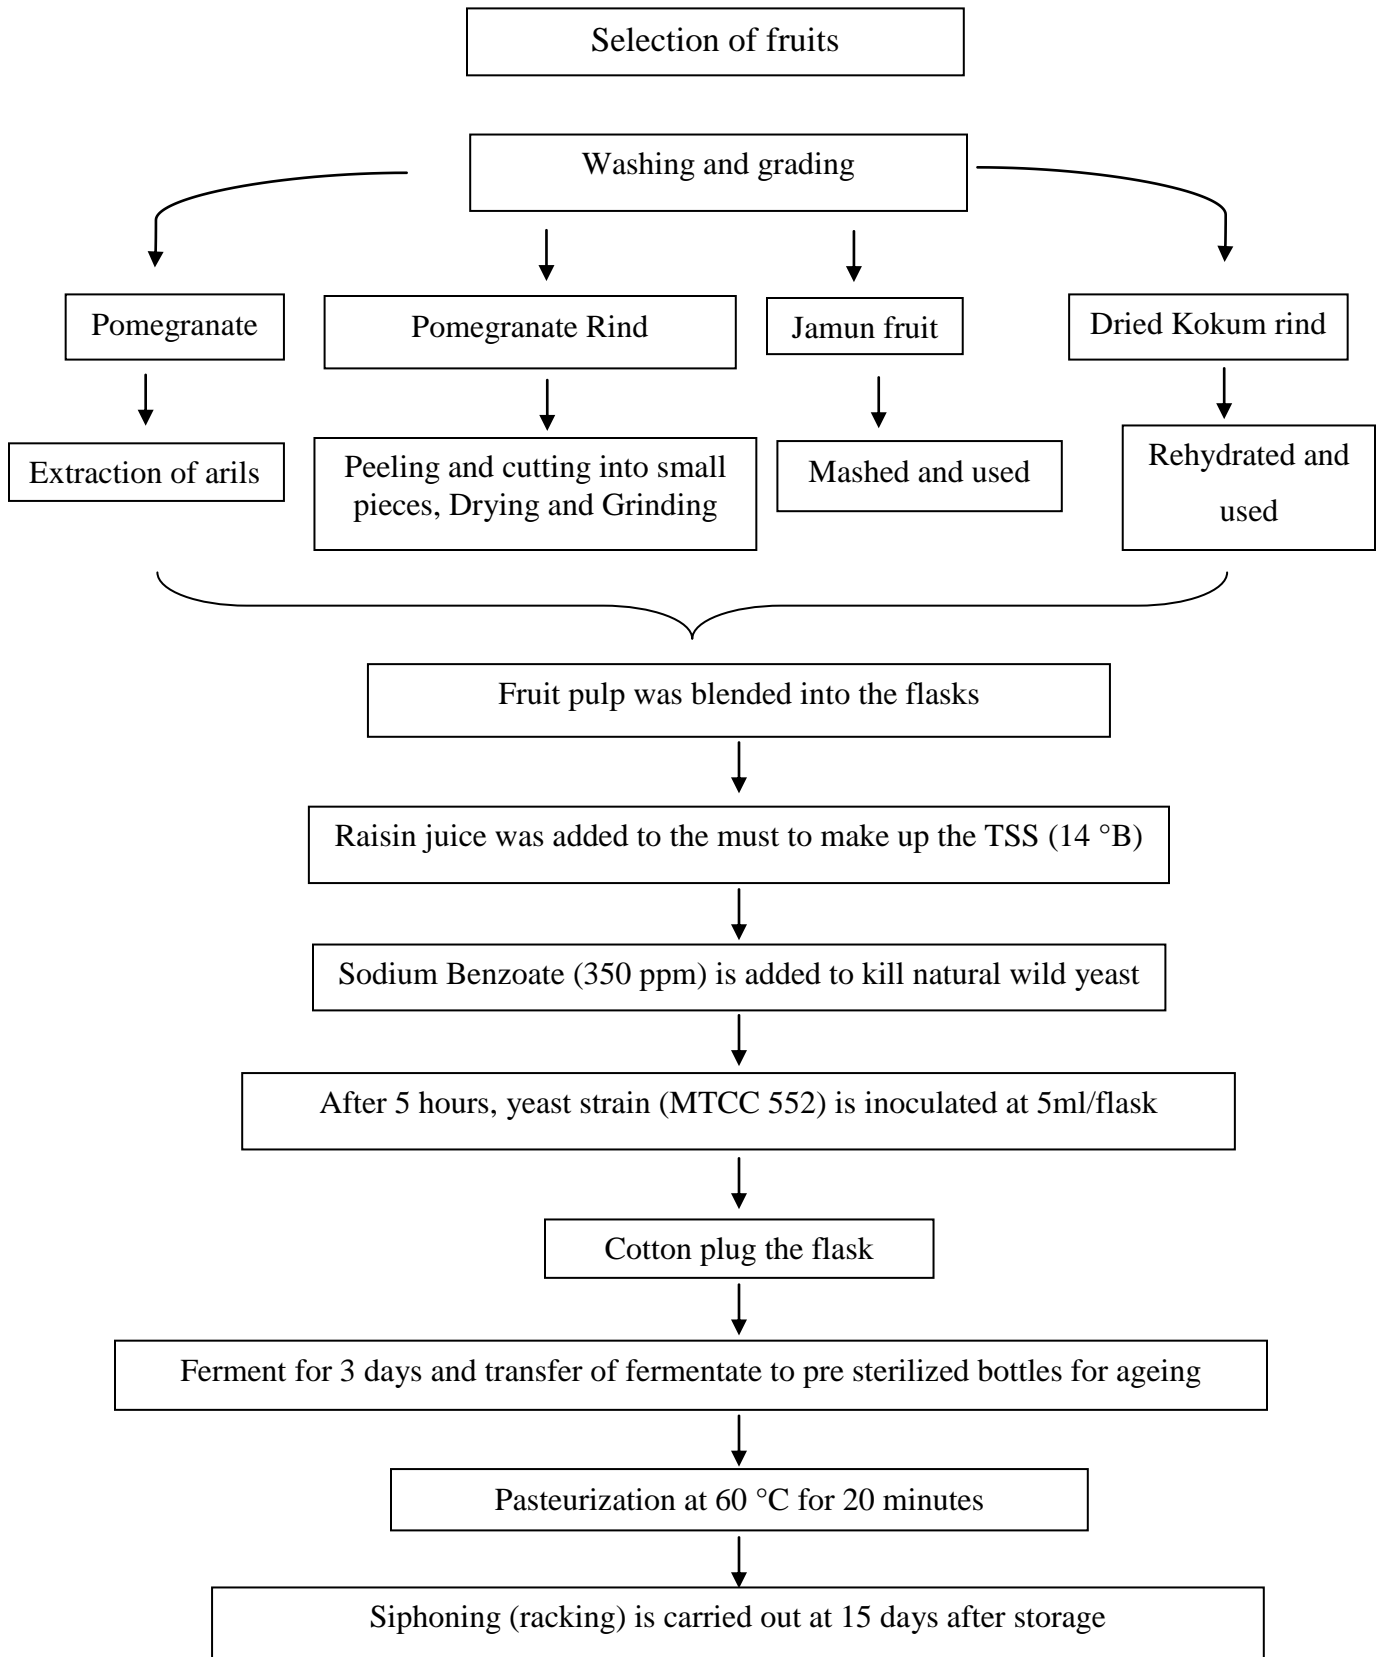 Selection of fruits
Washing and grading
Pomegranate
Pomegranate Rind
Jamun fruit
Dried Kokum rind
Extraction of arils
Peeling and cutting into small
pieces, Drying and Grinding
Mashed and used
Rehydrated and
used
Fruit pulp was blended into the flasks
Raisin juice was added to the must to make up the TSS (14 °B)
Sodium Benzoate (350 ppm) is added to kill natural wild yeast
After 5 hours, yeast strain (MTCC 552) is inoculated at 5ml/flask
Cotton plug the flask
Ferment for 3 days and transfer of fermentate to pre sterilized bottles for ageing
Pasteurization at 60 °C for 20 minutes
Siphoning (racking) is carried out at 15 days after storage